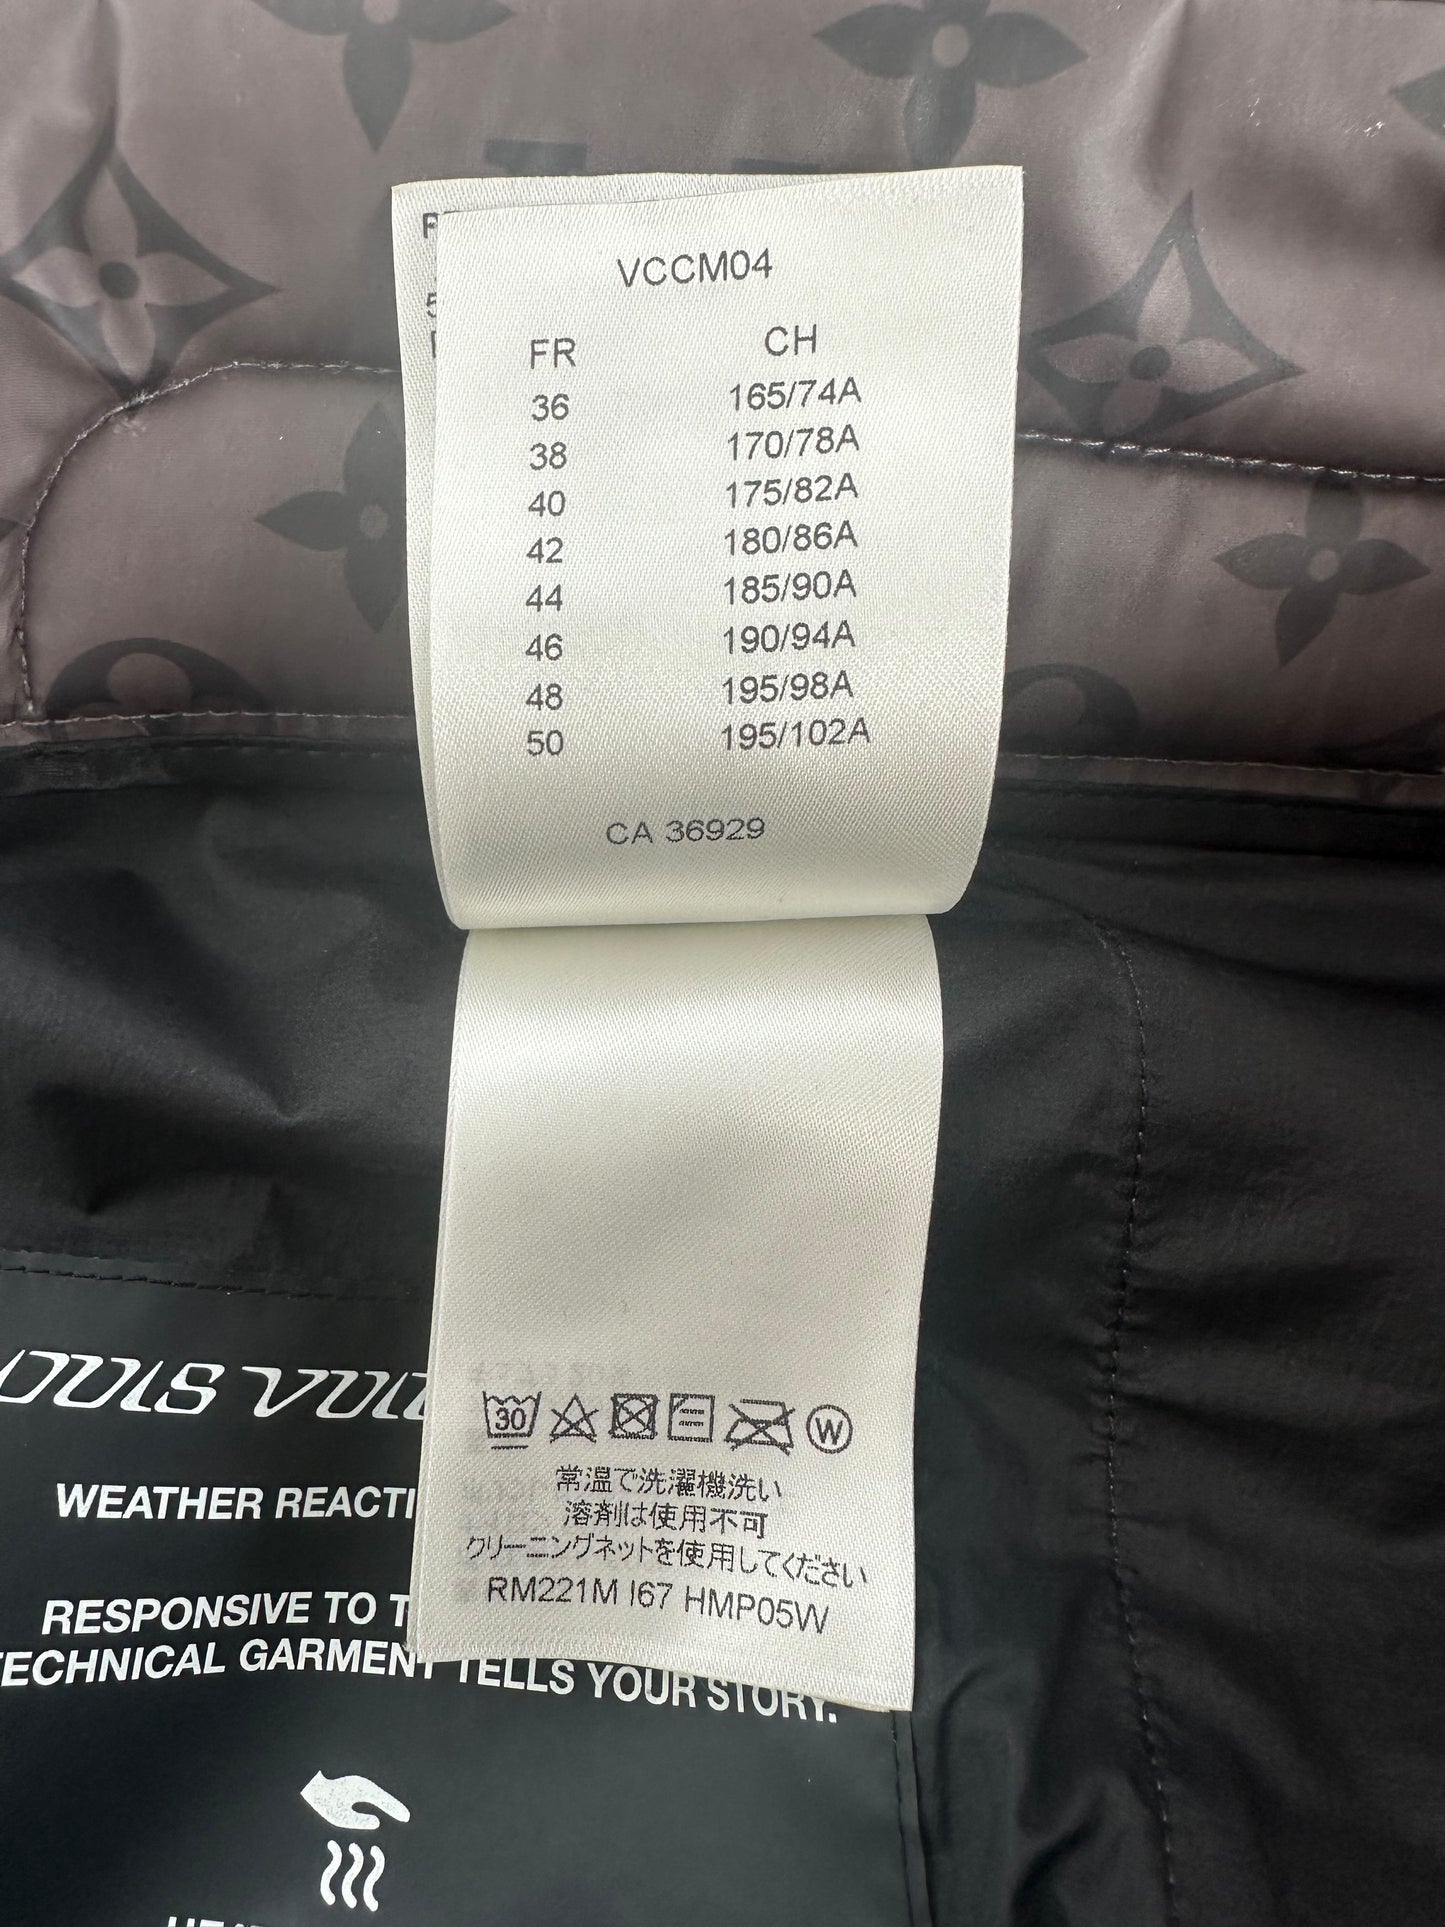 VCCM04
FR CH
36 165/74A
38 170/78A
40 175/82A
42 180/86A
44 185/90A
46 190/94A
48 195/98A
50 195/102A
CA 36929
30
W
常温で洗濯機洗い
溶剤は使用不可
クリーニングネットを使用してください
RM221M I67 HMP05W
WEATHER REACTI
RESPONSIVE TO T
TECHNICAL GARMENT TELLS YOUR STORY.